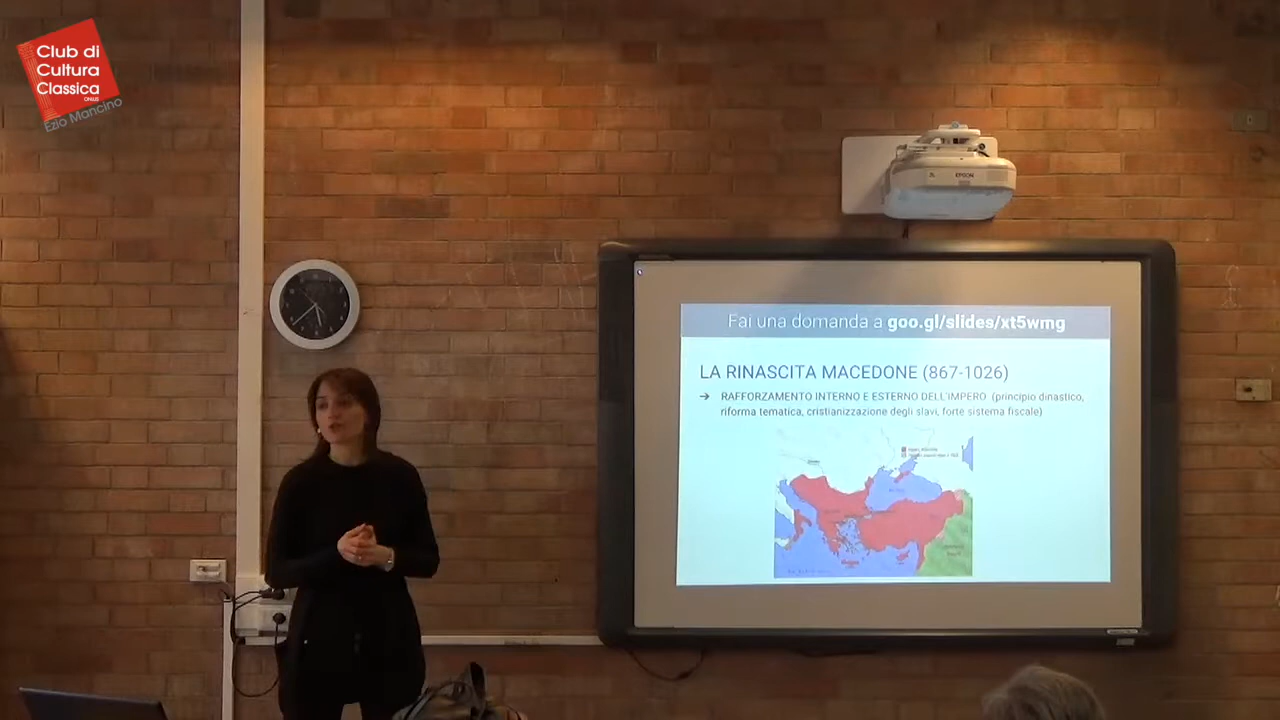 Club di
Cultura
Classica
ONLUS
Ezio Mancino
EPSON
Fai una domanda a goo.gl/slides/xt5wmg
LA RINASCITA MACEDONE (867-1026)
➔ RAFFORZAMENTO INTERNO E ESTERNO DELL'IMPERO (principio dinastico,
riforma tematica, cristianizzazione degli slavi, forte sistema fiscale)